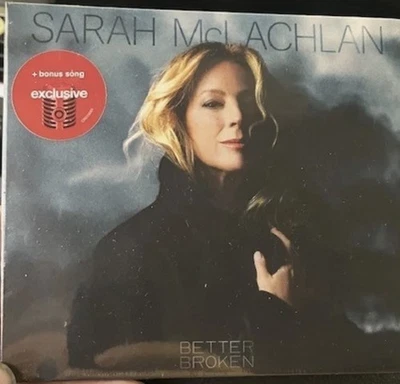 SARAH McLACHLAN
+ bonus song
exclusive
BETTER
BROKEN